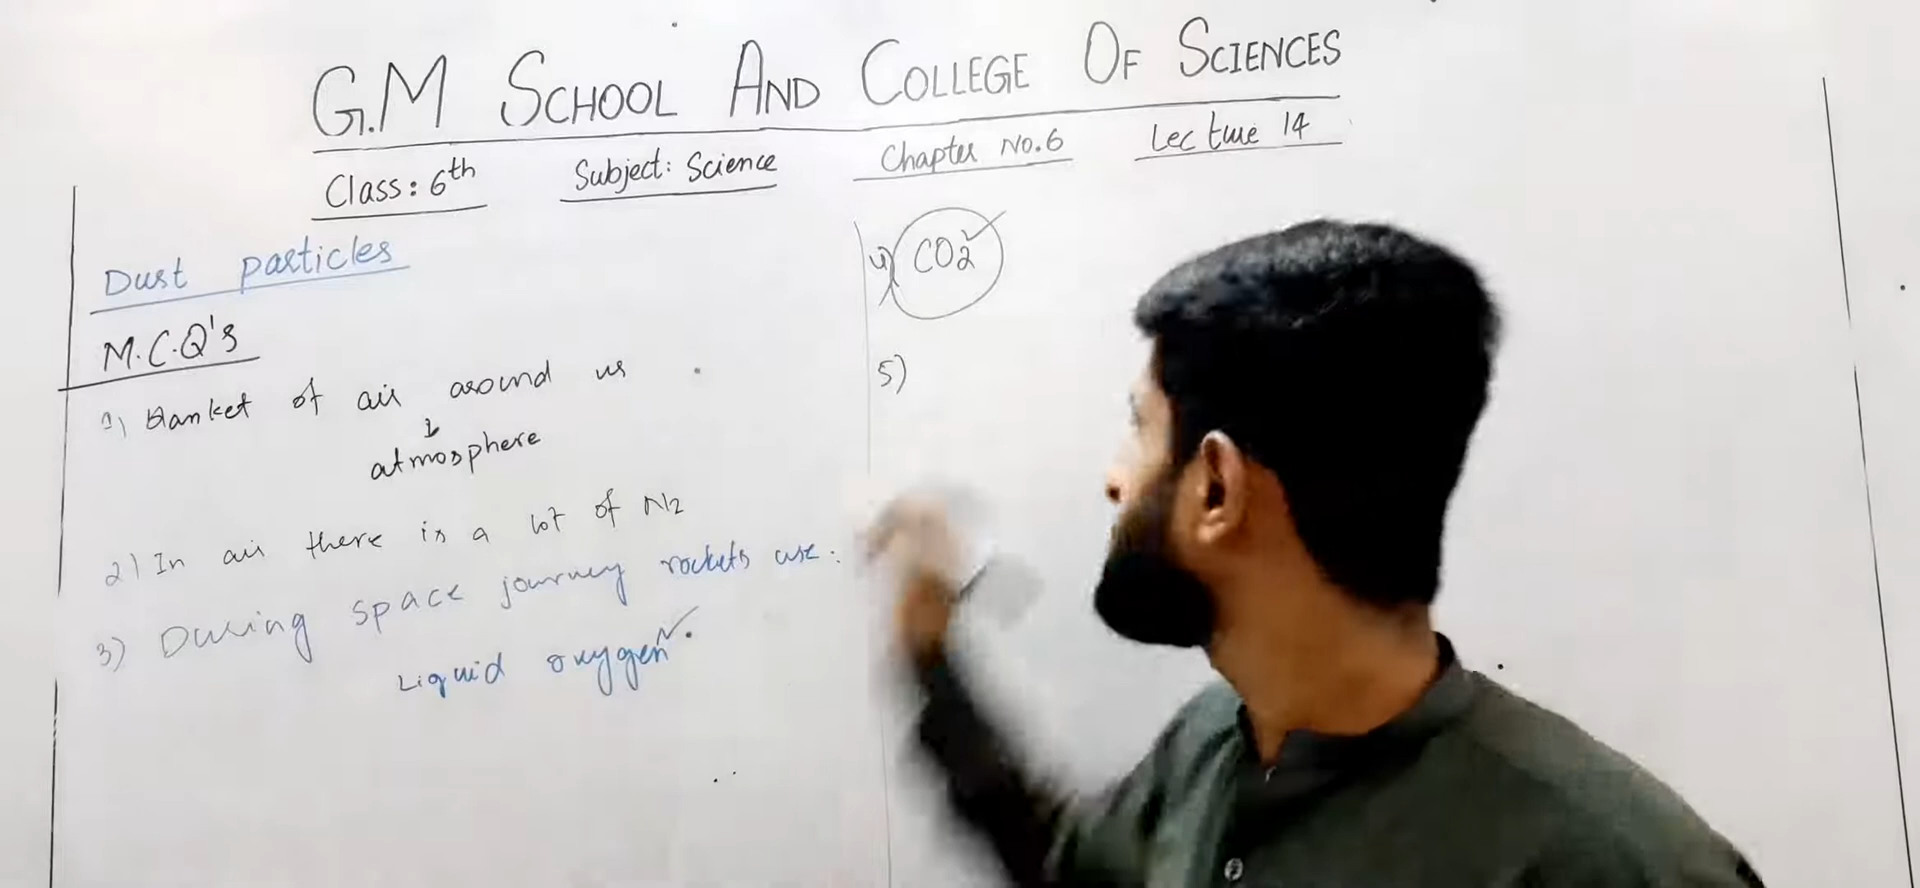 G.M SCHOOL AND COLLEGE OF SCIENCES
Class: 6th Subject: Science Chapter No.6 Lecture 14
Dust particles
M.C.Q's
1) Blanket of air around us
atmosphere
2) In air there is a lot of N2
3) During space journey rockets use:
Liquid oxygen
4) CO2
5)